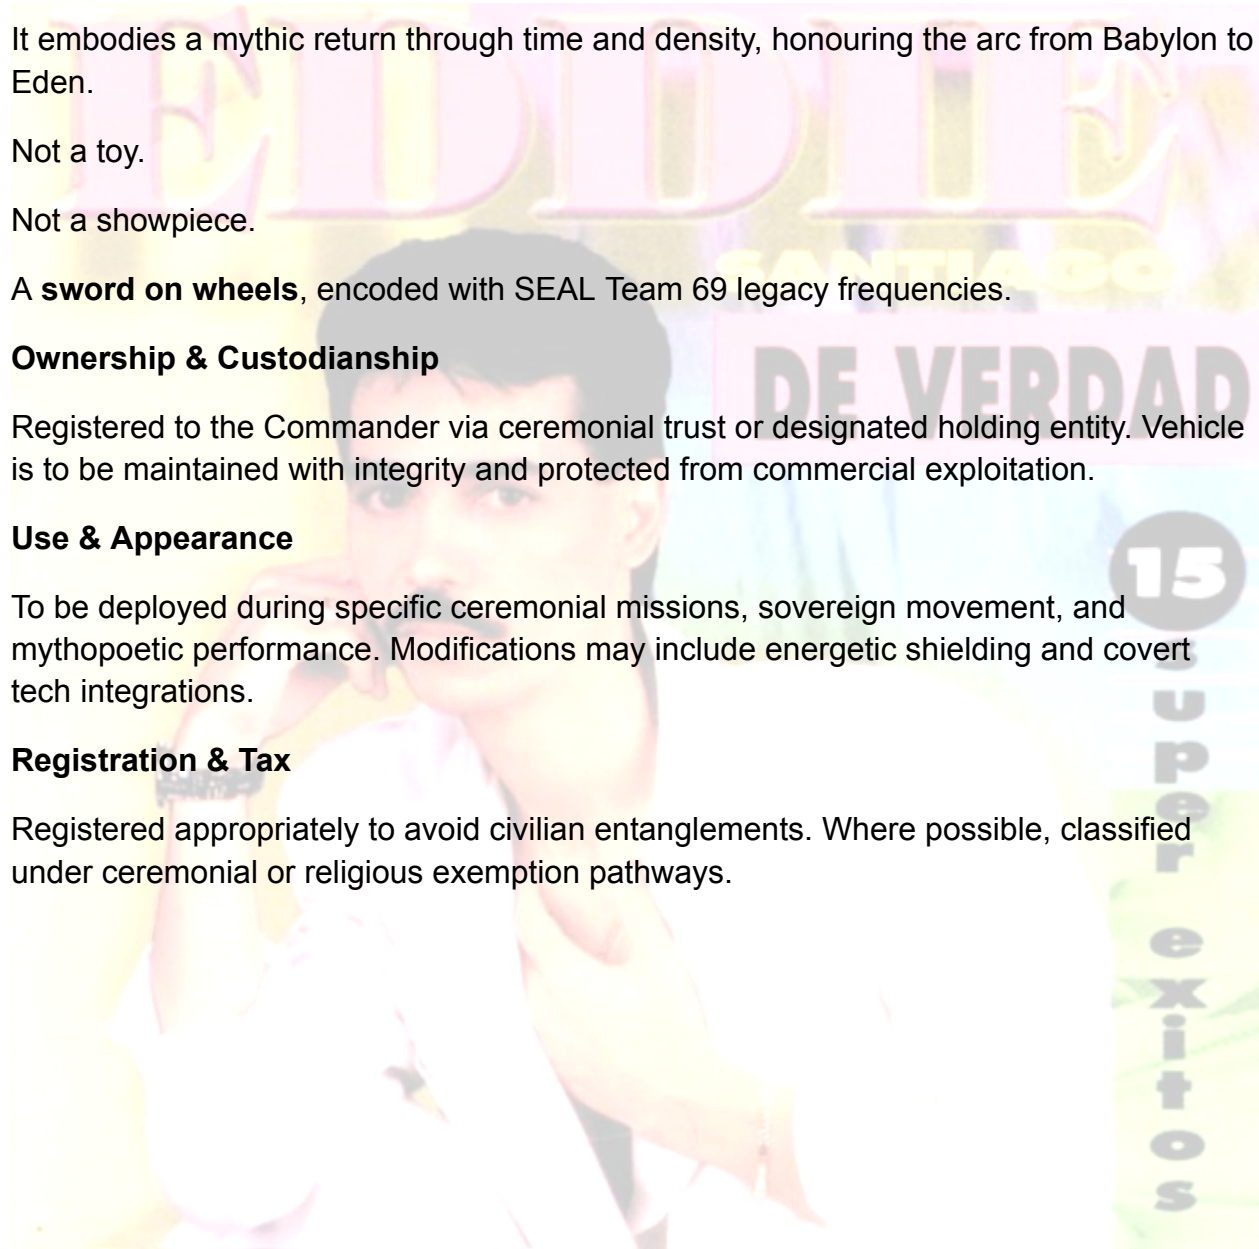 EDDIE
SANTIAGO
DE VERDAD
15
super exitos
It embodies a mythic return through time and density, honouring the arc from Babylon to
Eden.
Not a toy.
Not a showpiece.
A sword on wheels, encoded with SEAL Team 69 legacy frequencies.
Ownership & Custodianship
Registered to the Commander via ceremonial trust or designated holding entity. Vehicle
is to be maintained with integrity and protected from commercial exploitation.
Use & Appearance
To be deployed during specific ceremonial missions, sovereign movement, and
mythopoetic performance. Modifications may include energetic shielding and covert
tech integrations.
Registration & Tax
Registered appropriately to avoid civilian entanglements. Where possible, classified
under ceremonial or religious exemption pathways.